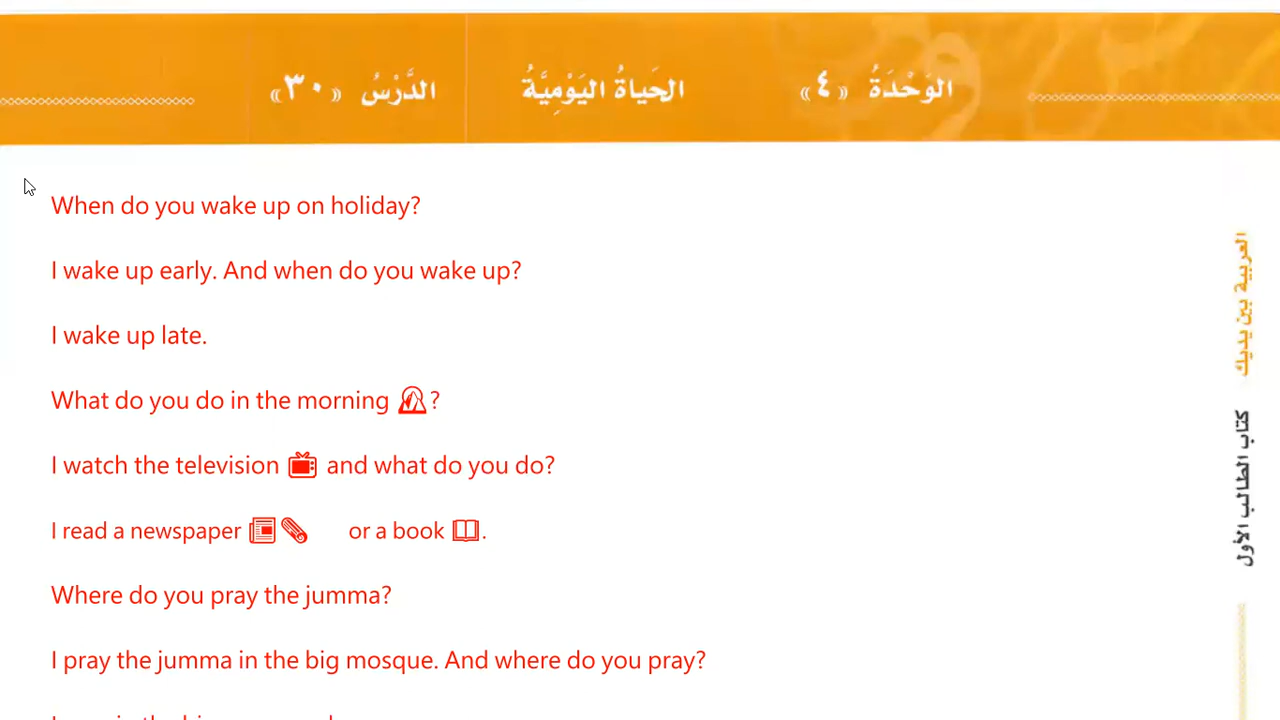 الوَحْدَةُ «٤» الحَياةُ اليَوْمِيَّةُ الدَّرْسُ «٣٠»
When do you wake up on holiday?
I wake up early. And when do you wake up?
I wake up late.
What do you do in the morning ?
I watch the television and what do you do?
I read a newspaper or a book .
Where do you pray the jumma?
I pray the jumma in the big mosque. And where do you pray?
العربية بين يديك
كتاب الطالب الأول